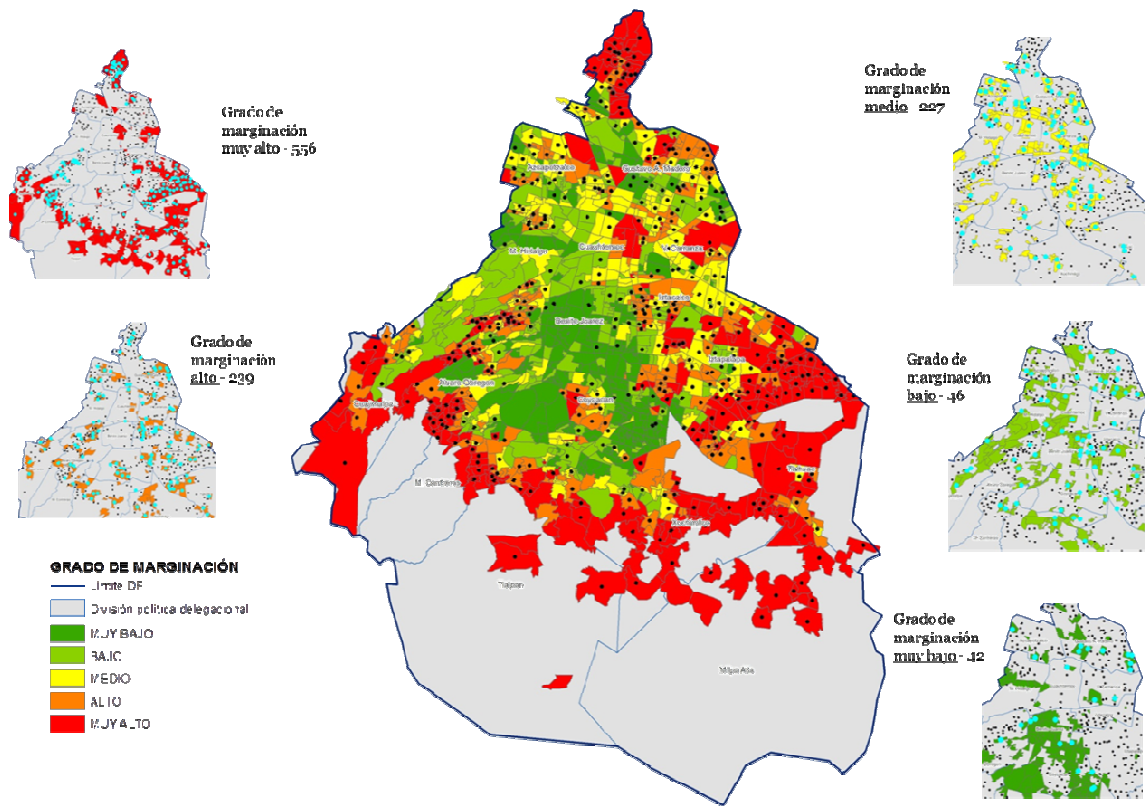 Grado de
marginación
muy alto - 556
Grado de
marginación
medio - 227
Grado de
marginación
alto - 239
Grado de
marginación
bajo - 46
Grado de
marginación
muy bajo - 42
Azcapotzalco
Gustavo A. Madero
M. Hidalgo
Cuauhtémoc
V. Carranza
Iztacalco
Benito Juárez
Iztapalapa
Alvaro Obregón
Coyoacán
Cuajimalpa
M. Contreras
Tláhuac
Xochimilco
Tlalpan
Milpa Alta
GRADO DE MARGINACIÓN
Límite DF
División política delegacional
MUY BAJO
BAJO
MEDIO
ALTO
MUY ALTO